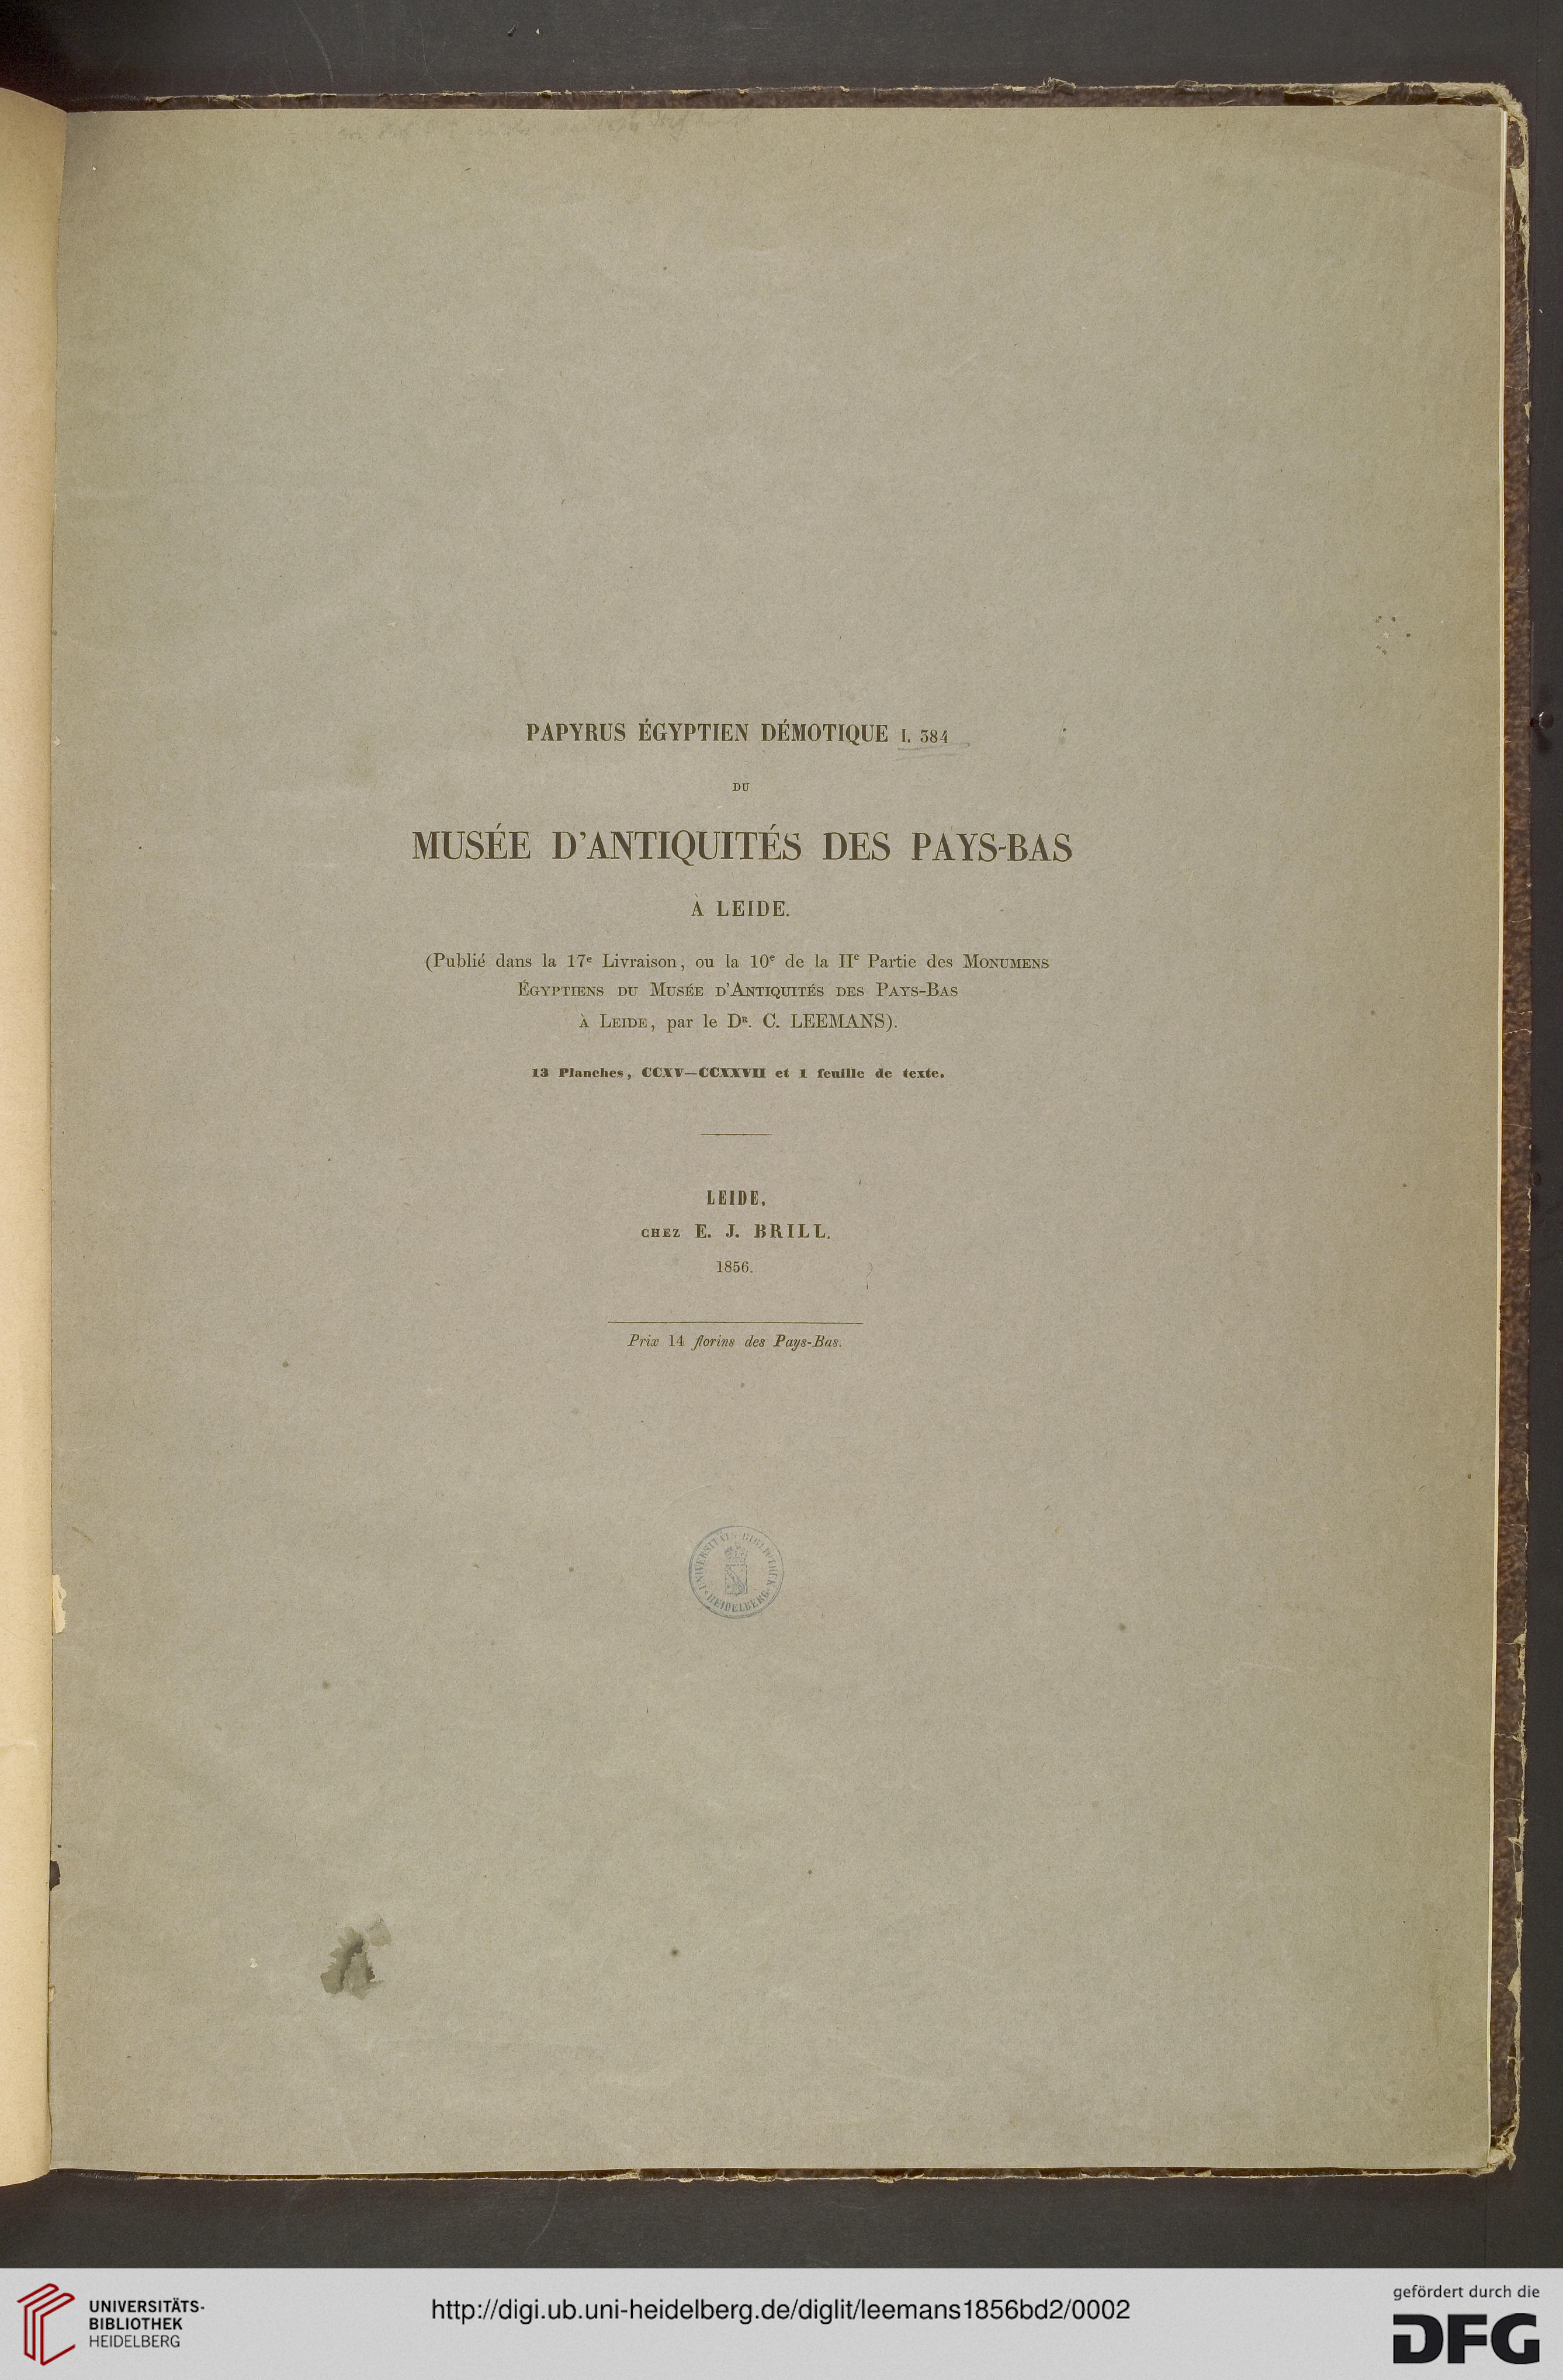 PAPYRUS ÉGYPTIEN DÉMOTIQUE I. 384
DU
MUSÉE D'ANTIQUITÉS DES PAYS-BAS
À LEIDE.
(Publié dans la 17e Livraison, ou la 10e de la IIe Partie des MONUMENS
ÉGYPTIENS DU MUSÉE D'ANTIQUITÉS DES PAYS-BAS
À LEIDE, par le DR. C. LEEMANS).
13 Planches, CCXV—CCXXVII et 1 feuille de texte.
LEIDE,
CHEZ E. J. BRILL.
1856.
Prix 14 florins des Pays-Bas.
UNIVERSITÄTS-BIBLIOTHEK
HEIDELBERG
UNIVERSITÄTS-
BIBLIOTHEK
HEIDELBERG
http://digi.ub.uni-heidelberg.de/diglit/leemans1856bd2/0002
gefördert durch die
DFG